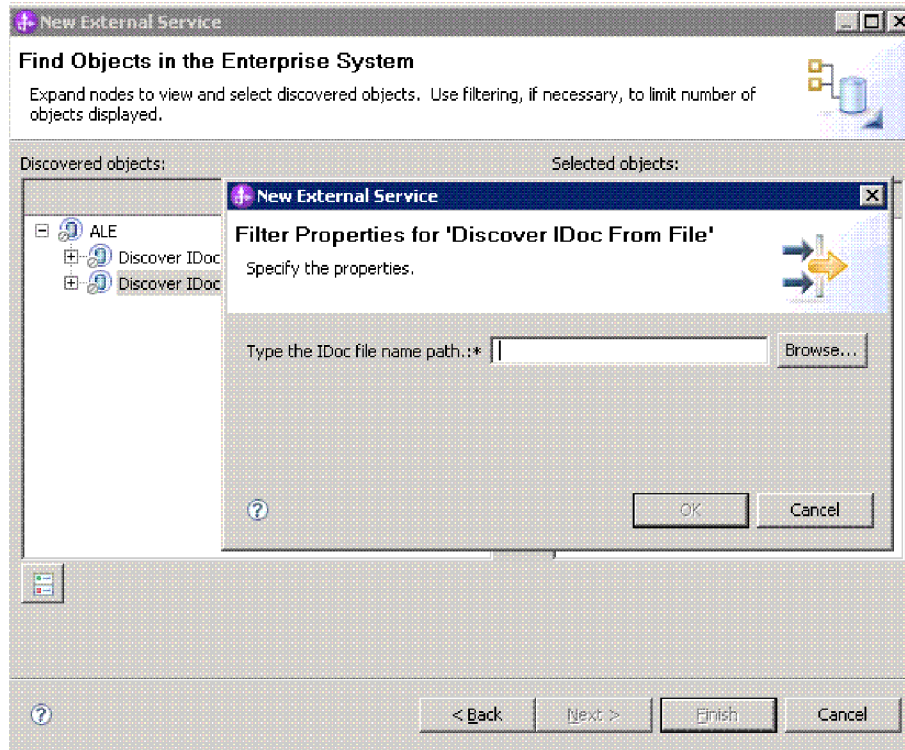 New External Service
Find Objects in the Enterprise System
Expand nodes to view and select discovered objects. Use filtering, if necessary, to limit number of
objects displayed.
Discovered objects:
Selected objects:
ALE
Discover IDoc
Discover IDoc
New External Service
Filter Properties for 'Discover IDoc From File'
Specify the properties.
Type the IDoc file name path.:*
Browse...
OK
Cancel
< Back
Next >
Finish
Cancel